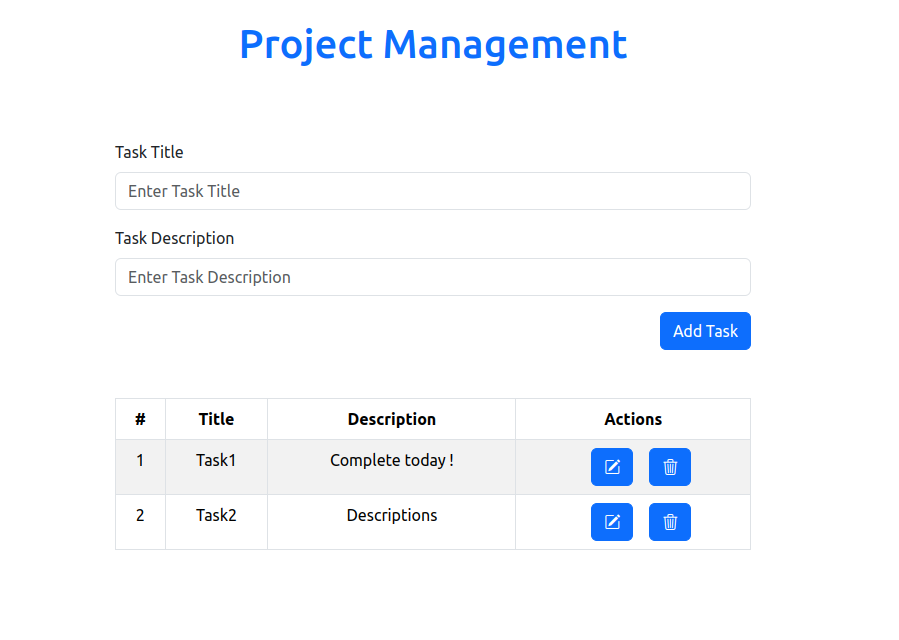 Project Management
Task Title
Enter Task Title
Task Description
Enter Task Description
Add Task
# Title Description Actions
1 Task1 Complete today !
2 Task2 Descriptions